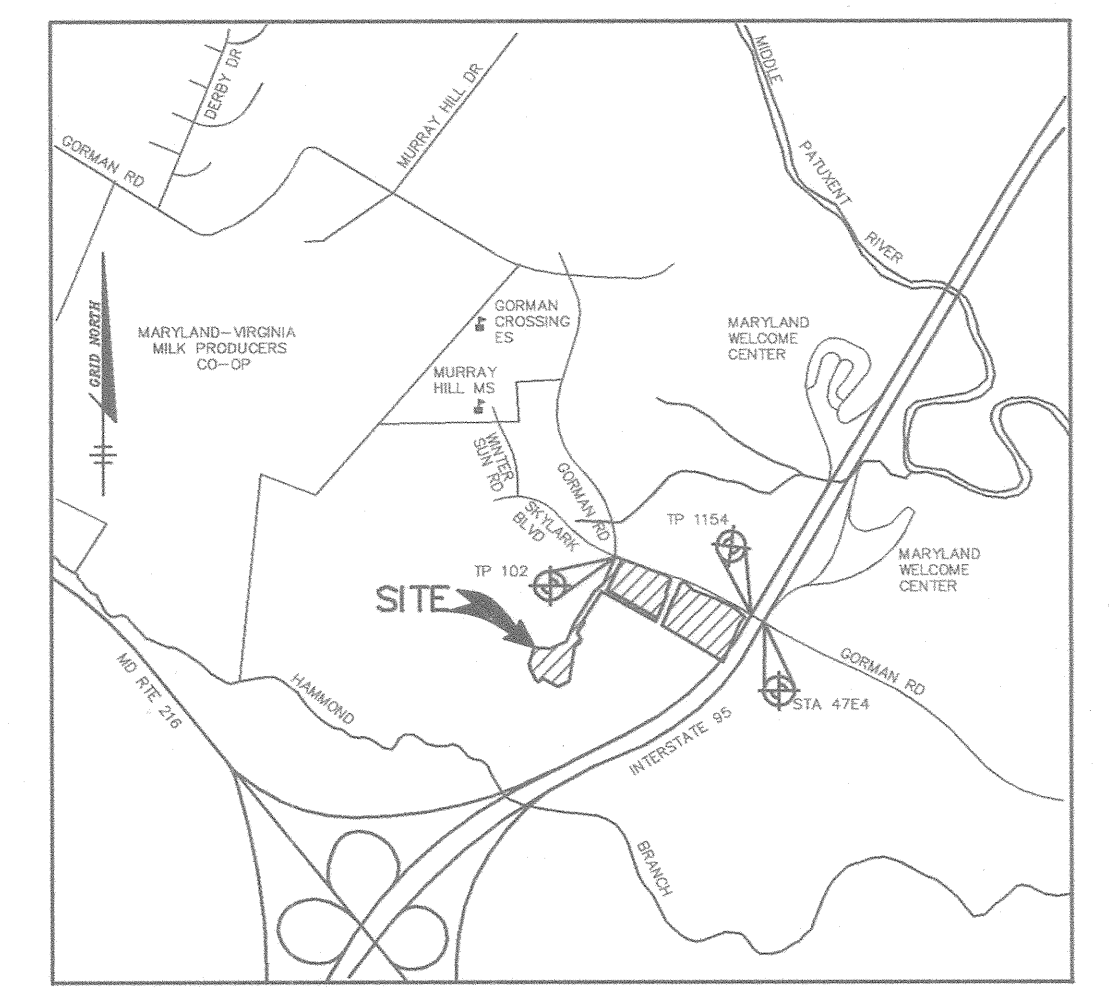 DERBY DR
GORMAN RD
MURRAY HILL DR
MIDDLE
PATUXENT
RIVER
GRID NORTH
MARYLAND-VIRGINIA
MILK PRODUCERS
CO-OP
GORMAN
CROSSING
ES
MURRAY
HILL MS
MARYLAND
WELCOME
CENTER
WINTER
SUN RD
GORMAN RD
SKYLARK
BLVD
TP 1154
TP 102
MARYLAND
WELCOME
CENTER
SITE
MD RTE 216
HAMMOND
GORMAN RD
STA 47E4
INTERSTATE 95
BRANCH